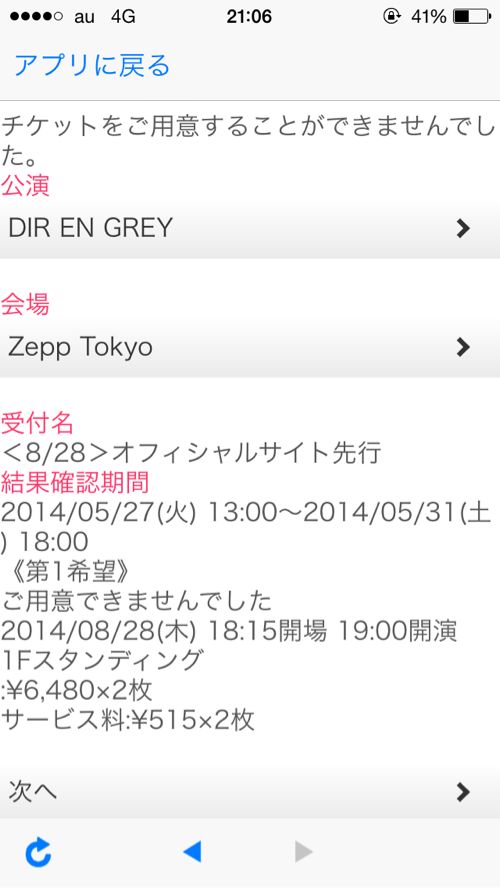 au 4G 21:06 41%
アプリに戻る
チケットをご用意することができませんでし
た。
公演
DIR EN GREY
会場
Zepp Tokyo
受付名
＜8/28＞オフィシャルサイト先行
結果確認期間
2014/05/27(火) 13:00〜2014/05/31(土
) 18:00
《第1希望》
ご用意できませんでした
2014/08/28(木) 18:15開場 19:00開演
1Fスタンディング
:¥6,480×2枚
サービス料:¥515×2枚
次へ